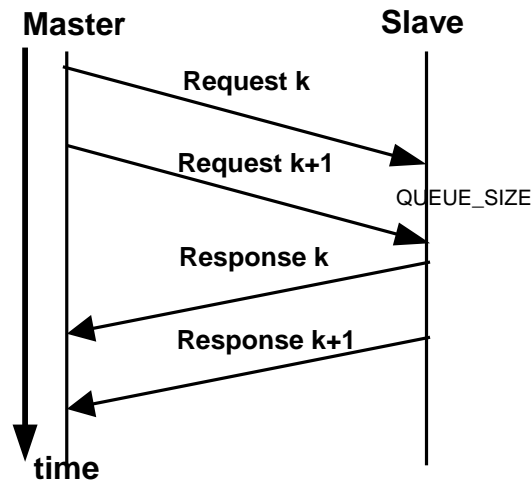 Master
Slave
Request k
Request k+1
QUEUE_SIZE
Response k
Response k+1
time